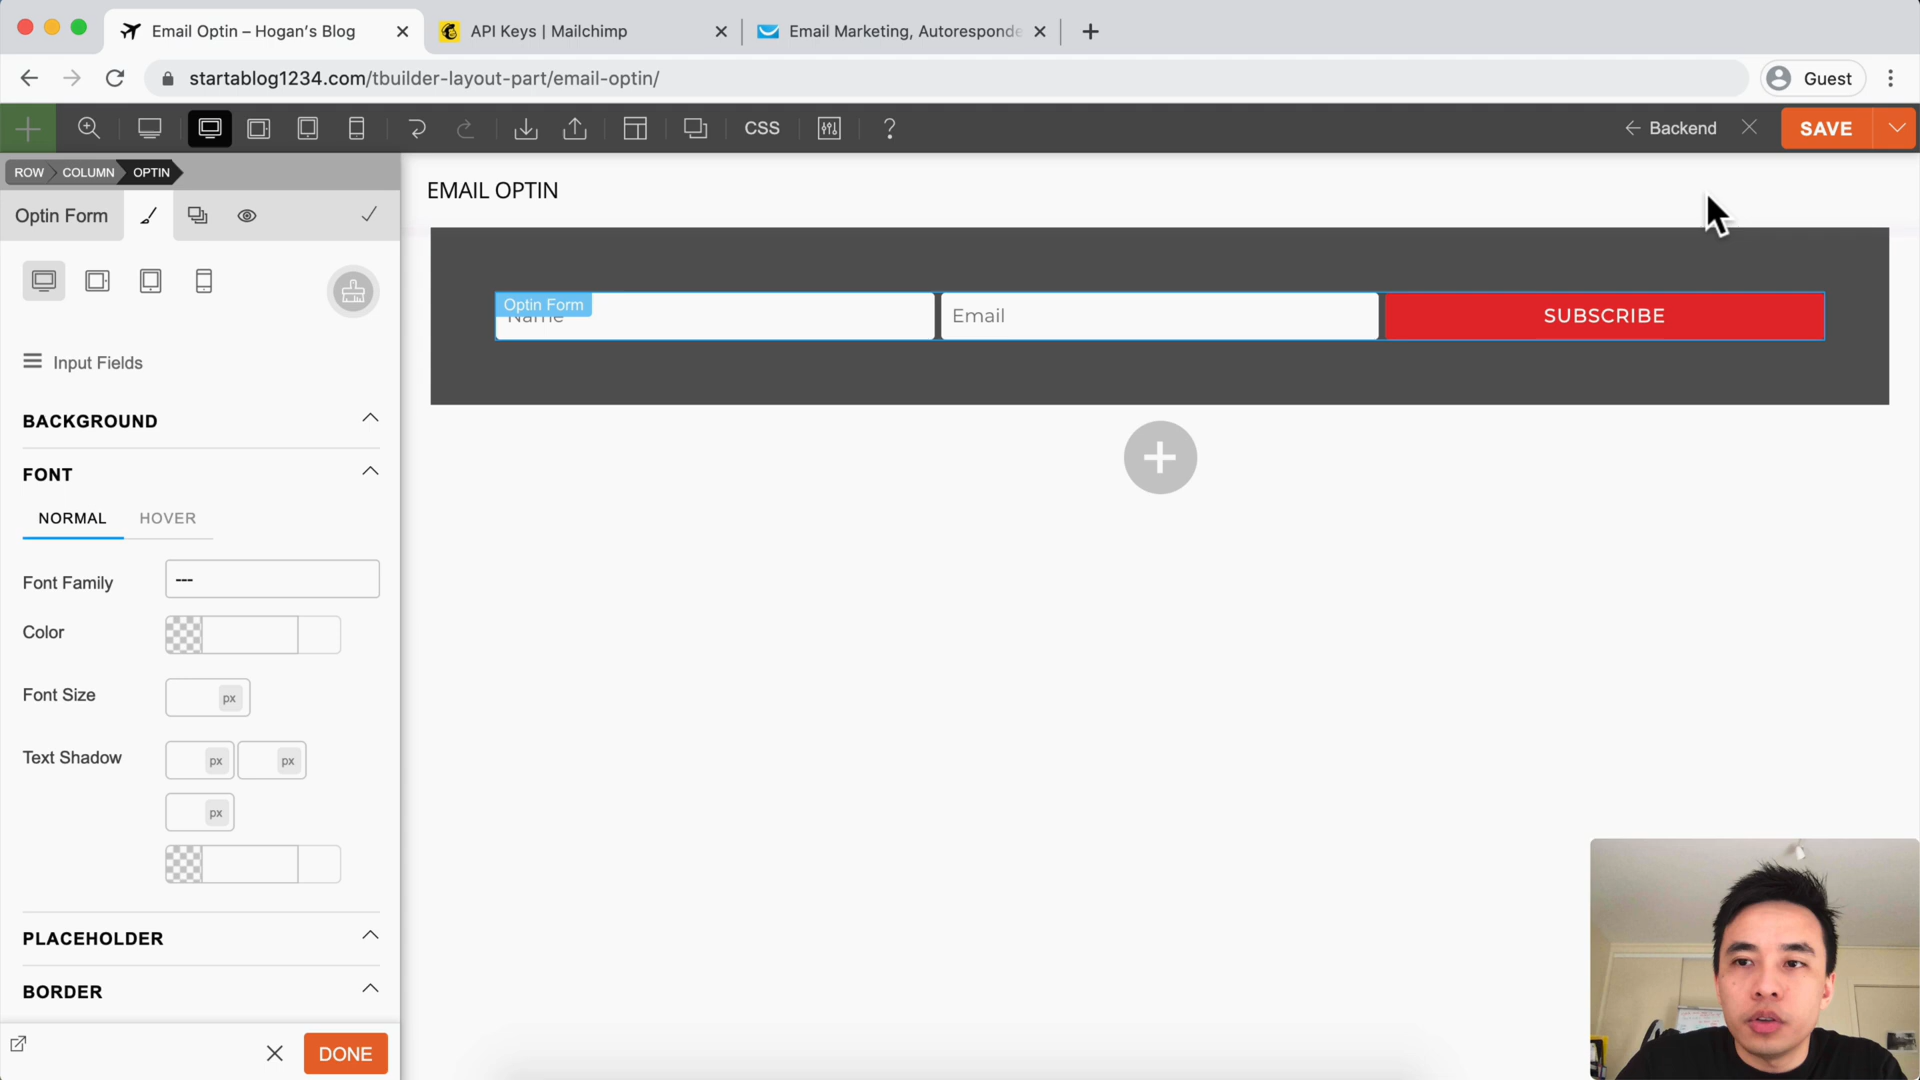 Email Optin – Hogan's Blog
API Keys | Mailchimp
Email Marketing, Autoresponde
startablog1234.com/tbuilder-layout-part/email-optin/
Guest
CSS
?
Backend
SAVE
ROW
COLUMN
OPTIN
EMAIL OPTIN
Optin Form
Optin Form
Name
Email
SUBSCRIBE
Input Fields
BACKGROUND
FONT
NORMAL
HOVER
Font Family
---
Color
Font Size
px
Text Shadow
px
px
px
PLACEHOLDER
BORDER
DONE